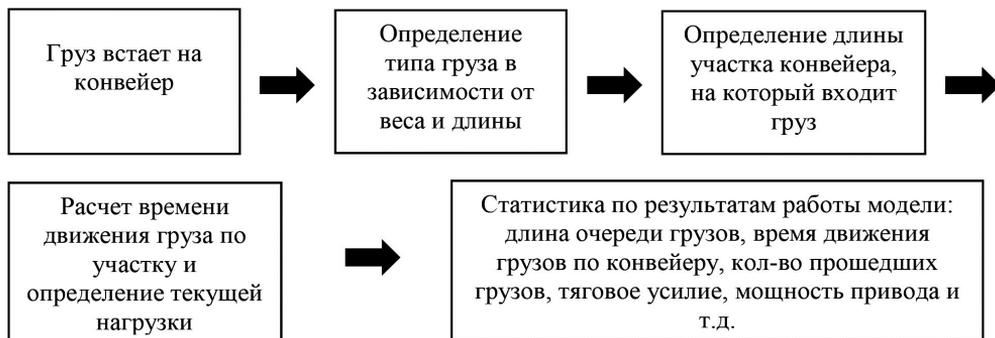 Груз встает на
конвейер
Определение
типа груза в
зависимости от
веса и длины
Определение длины
участка конвейера,
на который входит
груз
Расчет времени
движения груза по
участку и
определение текущей
нагрузки
Статистика по результатам работы модели:
длина очереди грузов, время движения
грузов по конвейеру, кол-во прошедших
грузов, тяговое усилие, мощность привода и
т.д.